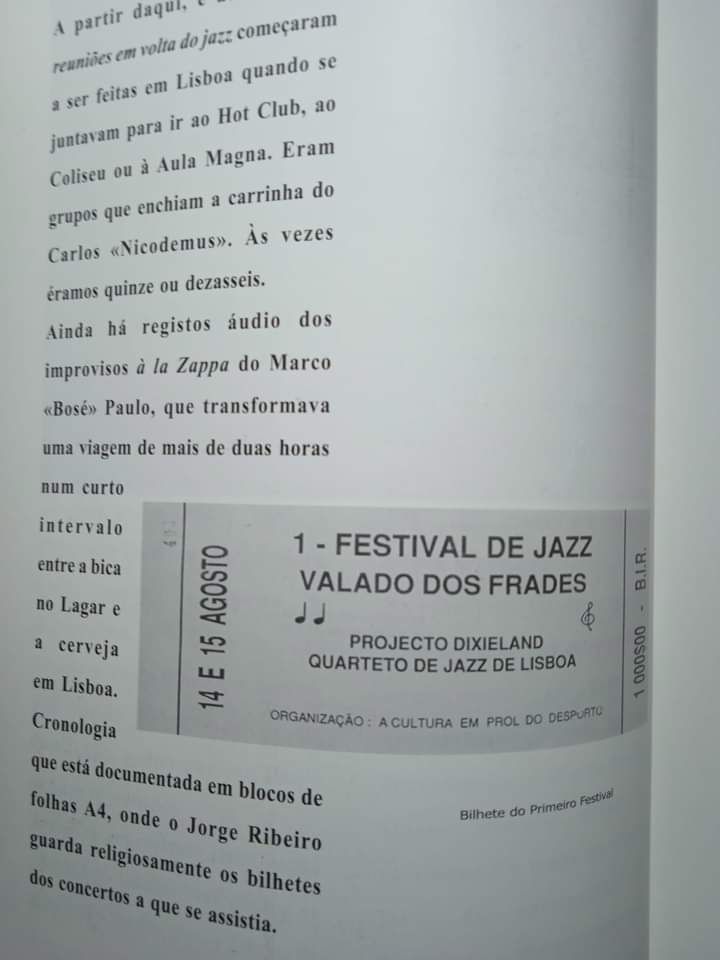 A partir daqui,
reuniões em volta do jazz começaram
a ser feitas em Lisboa quando se
juntavam para ir ao Hot Club, ao
Coliseu ou à Aula Magna. Eram
grupos que enchiam a carrinha do
Carlos «Nicodemus». Às vezes
éramos quinze ou dezasseis.
Ainda há registos áudio dos
improvisos à la Zappa do Marco
«Bosé» Paulo, que transformava
uma viagem de mais de duas horas
num curto
intervalo
entre a bica
no Lagar e
a cerveja
em Lisboa.
Cronologia
que está documentada em blocos de
folhas A4, onde o Jorge Ribeiro
guarda religiosamente os bilhetes
dos concertos a que se assistia.
14 E 15 AGOSTO
1 - FESTIVAL DE JAZZ
VALADO DOS FRADES
PROJECTO DIXIELAND
QUARTETO DE JAZZ DE LISBOA
ORGANIZAÇÃO : A CULTURA EM PROL DO DESPORTO
1 000$00 - B.I.R.
Bilhete do Primeiro Festival